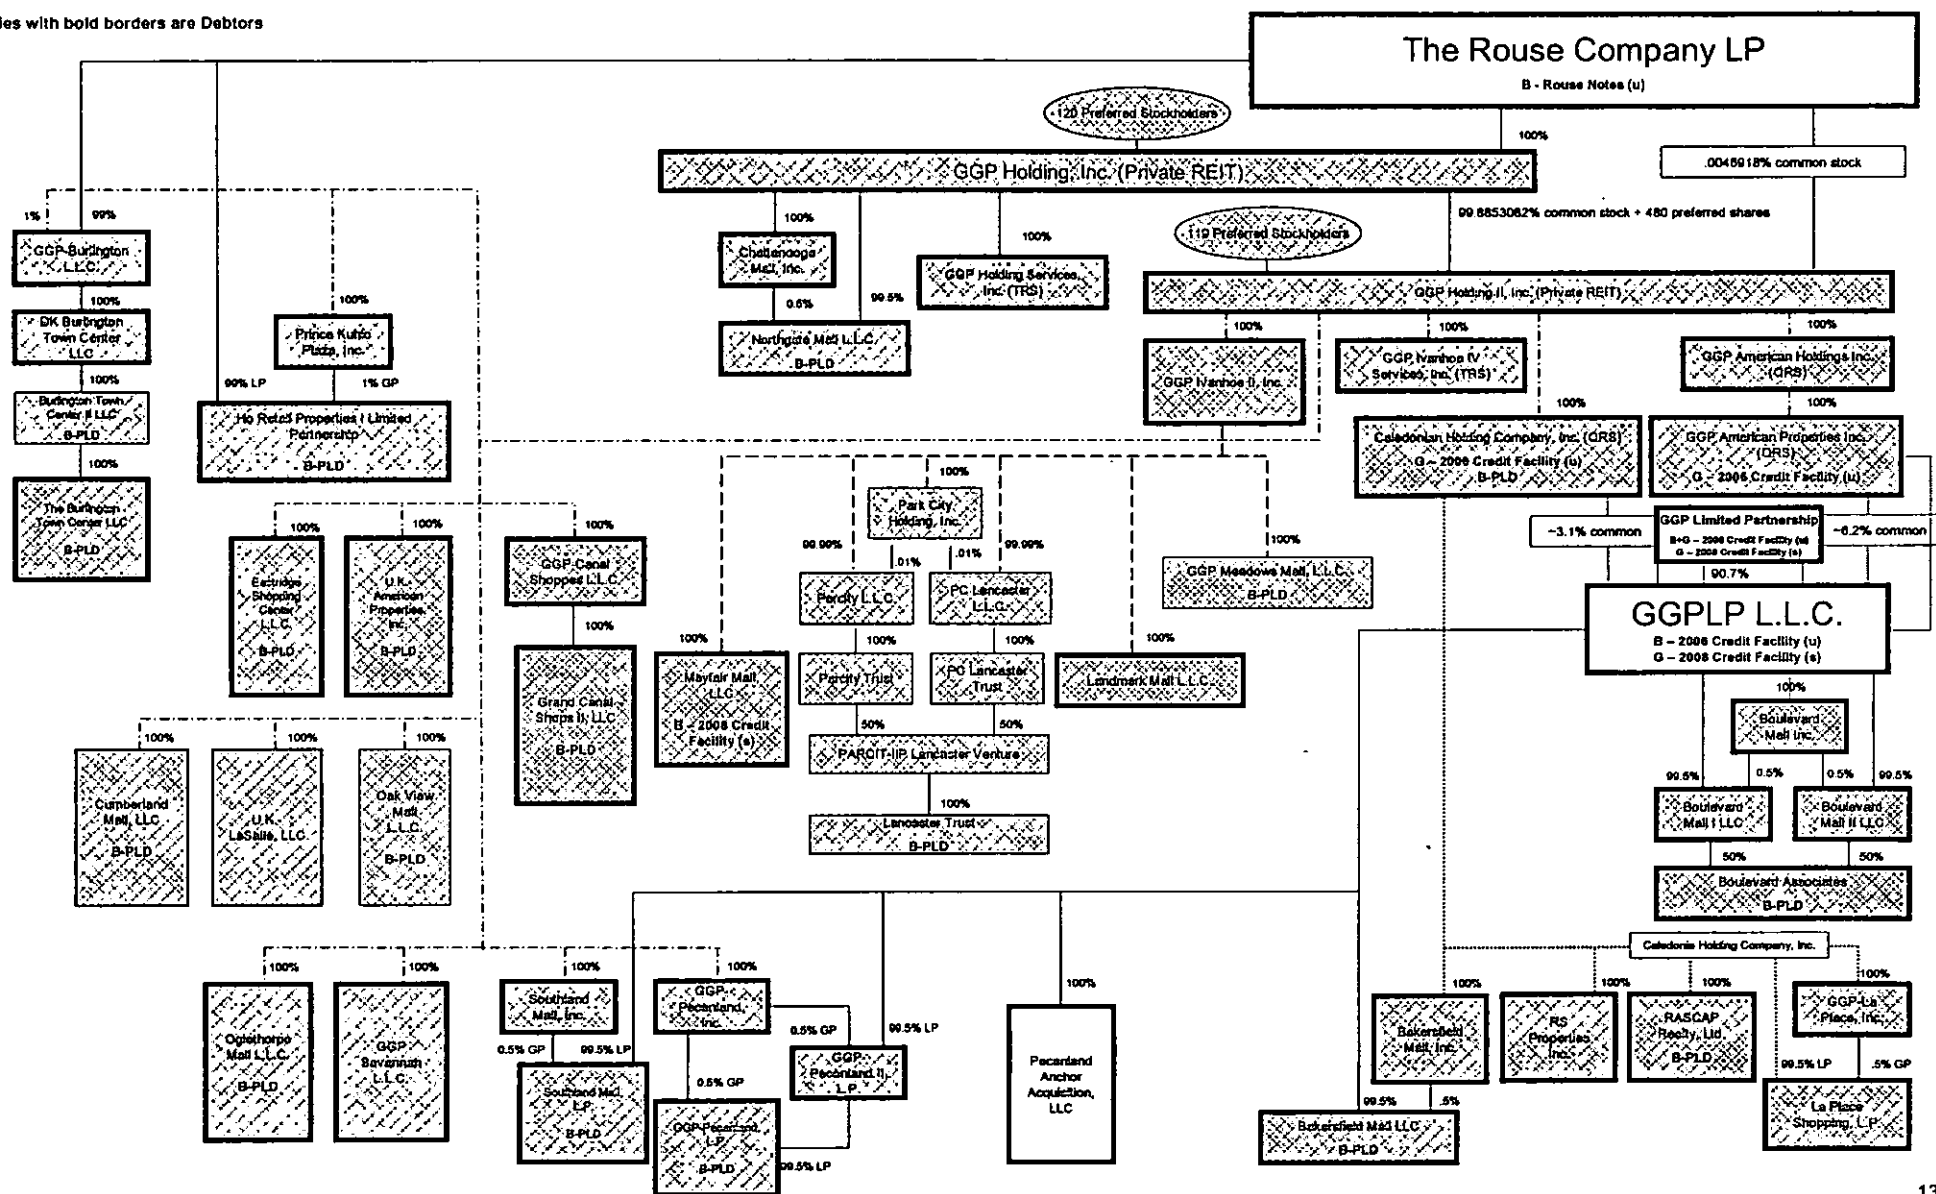 ies with bold borders are Debtors
The Rouse Company LP
B - Rouse Notes (u)
120 Preferred Stockholders
100%
.0046918% common stock
GGP Holding, Inc. (Private REIT)
1%
99%
GGP-Burlington
L.L.C.
100%
DK Burlington
Town Center
LLC
100%
Burlington Town
Center II LLC
B-PLD
100%
The Burlington
Town Center LLC
B-PLD
100%
Prince Kuhio
Plaza, Inc.
99% LP
1% GP
Ho Retail Properties I Limited
Partnership
B-PLD
100%
Chattanooga
Mall, Inc.
0.5%
99.5%
Northgate Mall L.L.C.
B-PLD
100%
GGP Holding Services,
Inc. (TRS)
99.8853082% common stock + 480 preferred shares
119 Preferred Stockholders
GGP Holding II, Inc. (Private REIT)
100%
GGP Ivanhoe II, Inc.
100%
GGP Ivanhoe IV
Services, Inc. (TRS)
100%
GGP American Holdings Inc.
(QRS)
100%
Caledonian Holding Company, Inc. (QRS)
G – 2006 Credit Facility (u)
B-PLD
100%
GGP American Properties Inc.
(QRS)
G – 2006 Credit Facility (u)
~3.1% common
GGP Limited Partnership
B+G – 2006 Credit Facility (u)
G – 2008 Credit Facility (s)
~6.2% common
90.7%
GGPLP L.L.C.
B – 2006 Credit Facility (u)
G – 2008 Credit Facility (s)
100%
Eastridge
Shopping
Center
L.L.C.
B-PLD
100%
U.K.-
American
Properties,
Inc.
B-PLD
100%
GGP-Canal
Shoppes L.L.C.
100%
Grand Canal
Shops II, LLC
B-PLD
100%
Mayfair Mall,
LLC
B – 2008 Credit
Facility (s)
100%
Park City
Holding, Inc.
99.99%
.01%
.01%
99.99%
Parcity L.L.C.
PC Lancaster
L.L.C.
100%
100%
Parcity Trust
PC Lancaster
Trust
50%
50%
PARCIT-IIP Lancaster Venture
100%
Lancaster Trust
B-PLD
100%
Landmark Mall L.L.C.
100%
GGP Meadows Mall, L.L.C.
B-PLD
100%
Boulevard
Mall Inc.
99.5%
0.5%
0.5%
99.5%
Boulevard
Mall I LLC
Boulevard
Mall II LLC
50%
50%
Boulevard Associates
B-PLD
100%
Cumberland
Mall, LLC
B-PLD
100%
U.K.
LaSalle, LLC
100%
Oak View
Mall
L.L.C.
B-PLD
100%
Oglethorpe
Mall L.L.C.
B-PLD
100%
GGP
Savannah
L.L.C.
100%
Southland
Mall, Inc.
0.5% GP
99.5% LP
Southland Mall,
L.P
B-PLD
100%
GGP-
Pecanland,
Inc.
0.5% GP
0.5% GP
99.5% LP
GGP-
Pecanland II,
L.P
GGP-Pecanland,
L.P
B-PLD
99.5% LP
100%
Pecanland
Anchor
Acquisition,
LLC
Caledonia Holding Company, Inc.
100%
Bakersfield
Mall, Inc.
99.5%
.5%
Bakersfield Mall LLC
B-PLD
100%
RS
Properties
Inc.
100%
RASCAP
Realty, Ltd
B-PLD
100%
GGP-La
Place, Inc.
99.5% LP
.5% GP
La Place
Shopping, L.P.
13